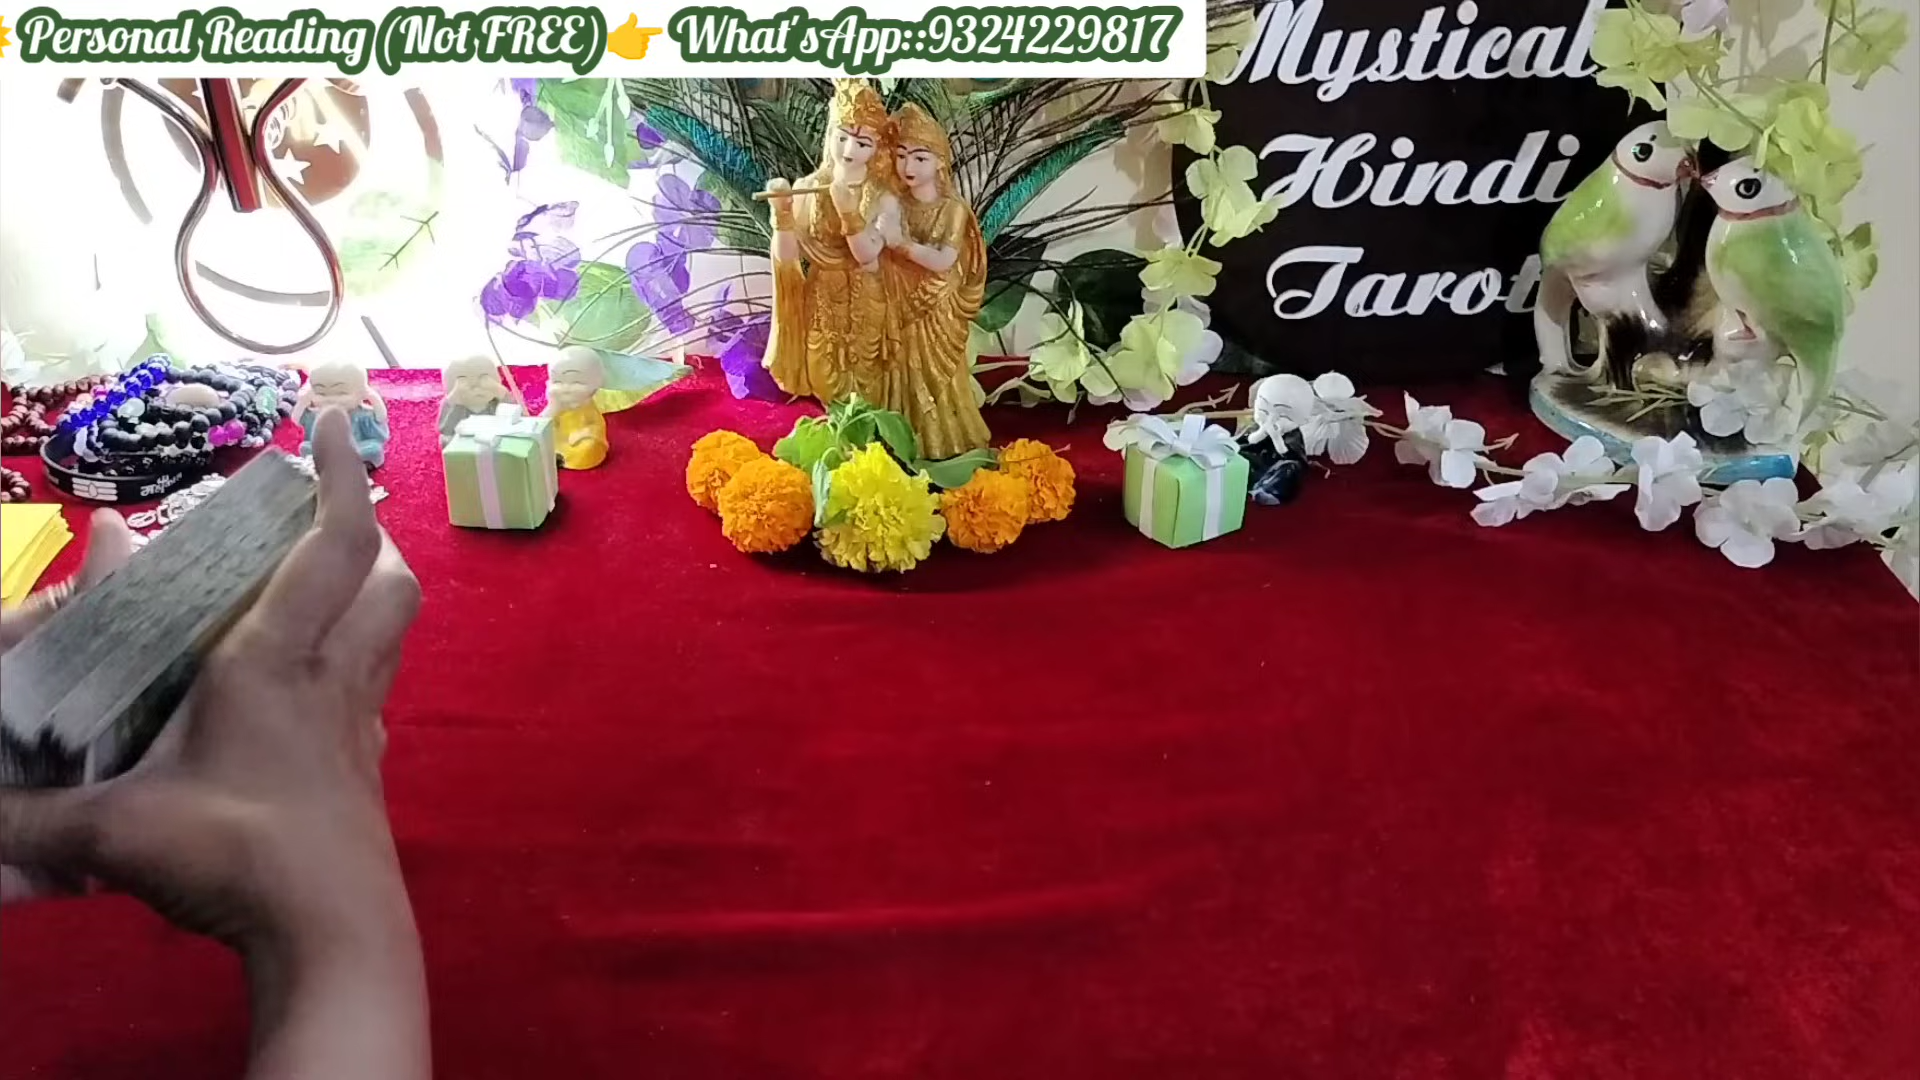 Personal Reading (Not FREE)👉 What'sApp::9324229817
Mystical
Hindi
Tarot